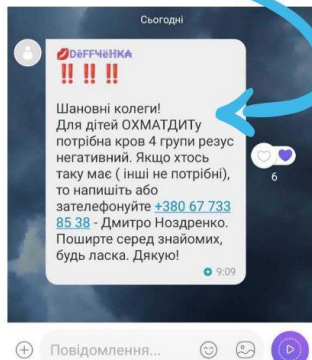 Сьогодні
💋DёFFЧёНКА
‼️ ‼️ ‼️
Шановні колеги!
Для дітей ОХМАТДИТу
потрібна кров 4 групи резус
негативний. Якщо хтось
таку має ( інші не потрібні),
то напишіть або
зателефонуйте +380 67 733
85 38 - Дмитро Ноздренко.
Поширте серед знайомих,
будь ласка. Дякую!
9:09
6
Повідомлення...